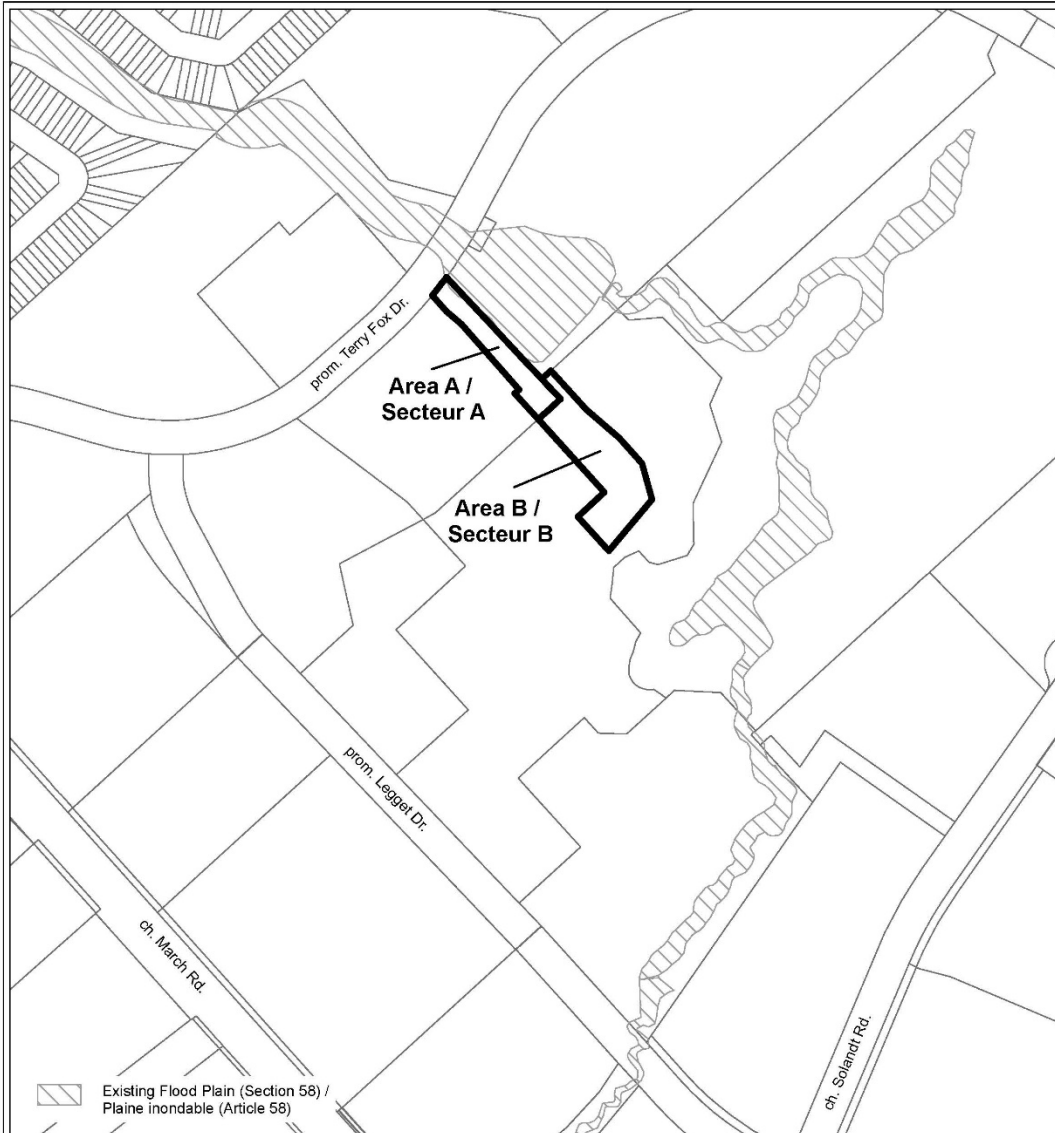 prom. Terry Fox Dr.
Area A /
Secteur A
Area B /
Secteur B
prom. Legget Dr.
ch. March Rd.
ch. Solandt Rd.
Existing Flood Plain (Section 58) /
Plaine inondable (Article 58)